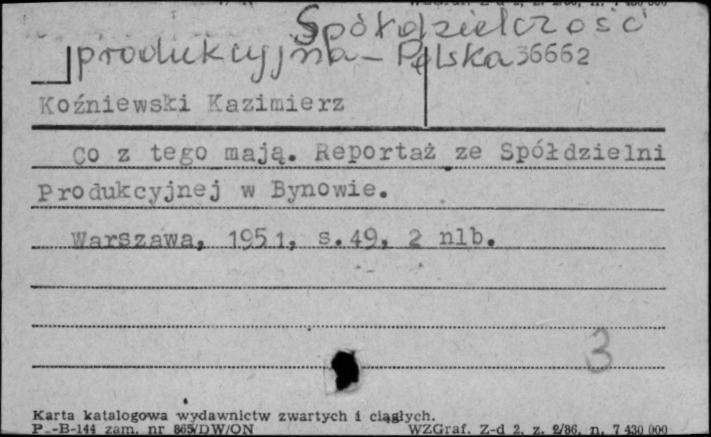 Spółdzielczość
produkcyjna - Polska 36662
Koźniewski Kazimierz
Co z tego mają. Reportaż ze Spółdzielni
Produkcyjnej w Bynowie.
Warszawa, 1951, s.49, 2 nlb.
3
Karta katalogowa wydawnictw zwartych i ciągłych.
P.-B-144 zam. nr 865/DW/ON WZGraf. Z-d 2, z. 2/86, n. 7 430 000